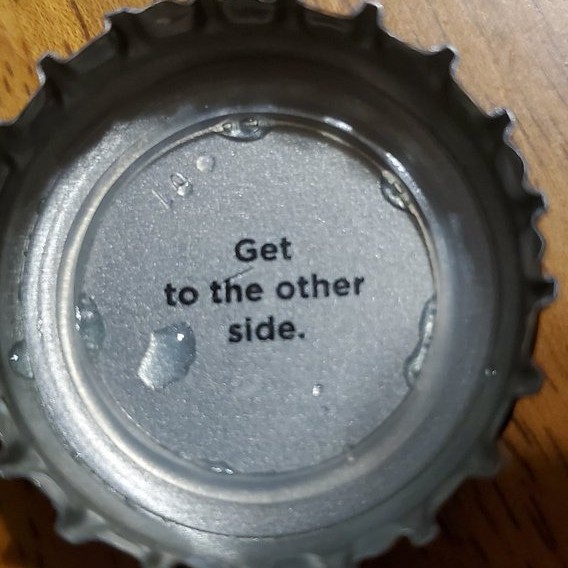 Get
to the other
side.